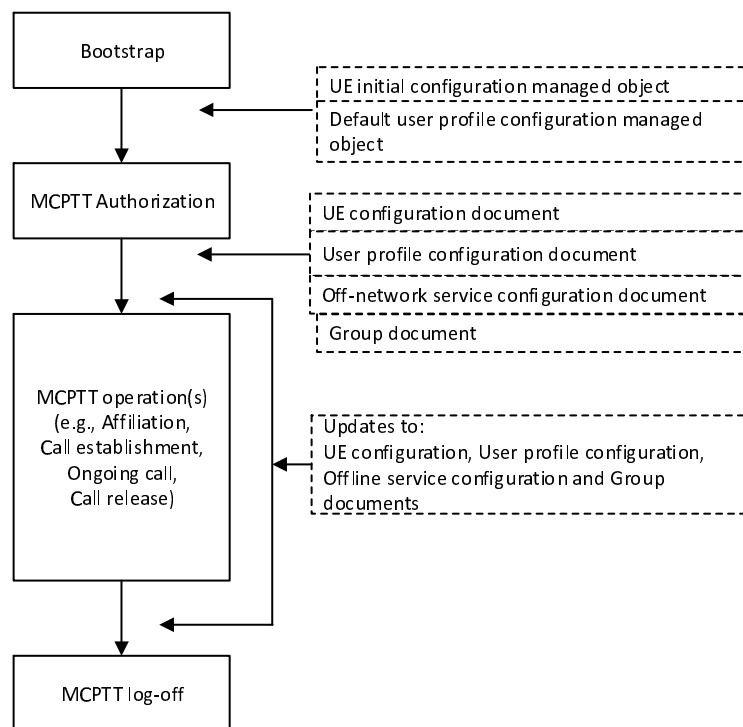 Bootstrap
UE initial configuration managed object
Default user profile configuration managed
object
MCPTT Authorization
UE configuration document
User profile configuration document
Off-network service configuration document
Group document
MCPTT operation(s)
(e.g., Affiliation,
Call establishment,
Ongoing call,
Call release)
Updates to:
UE configuration, User profile configuration,
Offline service configuration and Group
documents
MCPTT log-off